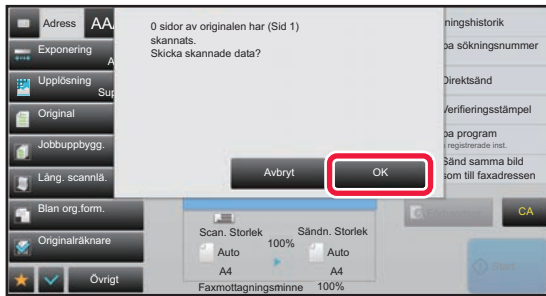 Adress
AA
0 sidor av originalen har (Sid 1)
skannats.
Skicka skannade data?
Avbryt
OK
Exponering
A
Upplösning
Sup
Original
Jobbuppbygg.
Lång. scannlä.
Blan org.form.
Originalräknare
Övrigt
ningshistorik
pa sökningsnummer
Direktsänd
Verifieringsstämpel
pa program
registrerade inst.
Sänd samma bild
som till faxadressen
CA
Start
Scan. Storlek
100%
Sändn. Storlek
Auto
A4
Auto
A4
Faxmottagningsminne
100%